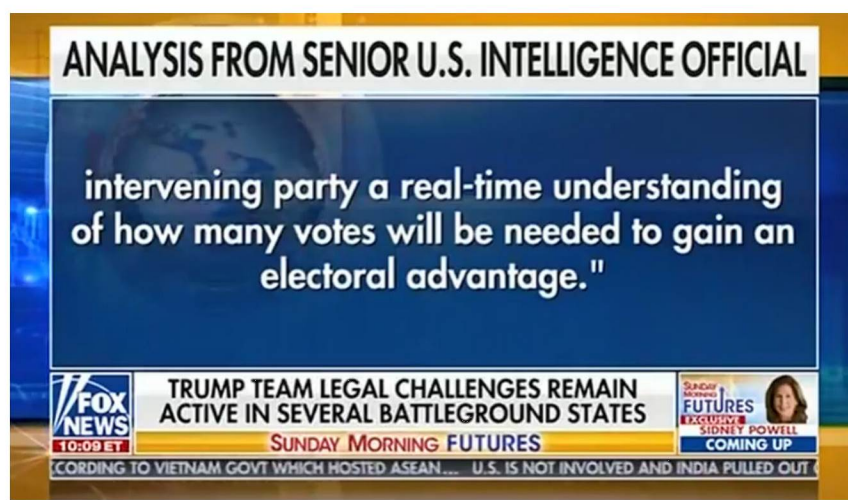 ANALYSIS FROM SENIOR U.S. INTELLIGENCE OFFICIAL
intervening party a real-time understanding
of how many votes will be needed to gain an
electoral advantage."
FOX
NEWS
10:09 ET
TRUMP TEAM LEGAL CHALLENGES REMAIN
ACTIVE IN SEVERAL BATTLEGROUND STATES
SUNDAY MORNING FUTURES
SUNDAY
MORNING
FUTURES
EXCLUSIVE
SIDNEY POWELL
COMING UP
CORDING TO VIETNAM GOVT WHICH HOSTED ASEAN... U.S. IS NOT INVOLVED AND INDIA PULLED OUT